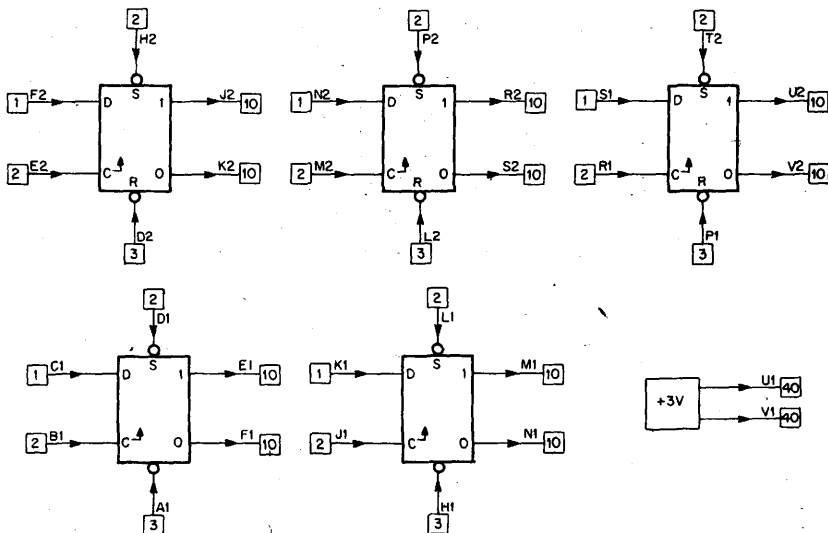 2 2 2
H2 P2 T2
S S S
1 F2 D 1 J2 10 1 N2 D 1 R2 10 1 S1 D 1 U2 10
2 E2 C 0 K2 10 2 M2 C 0 S2 10 2 R1 C 0 V2 10
R R R
D2 L2 P1
3 3 3
2 2
D1 L1
S S
1 C1 D 1 E1 10 1 K1 D 1 M1 10 +3V U1 40
2 B1 C 0 F1 10 2 J1 C 0 N1 10 V1 40
A1 H1
3 3